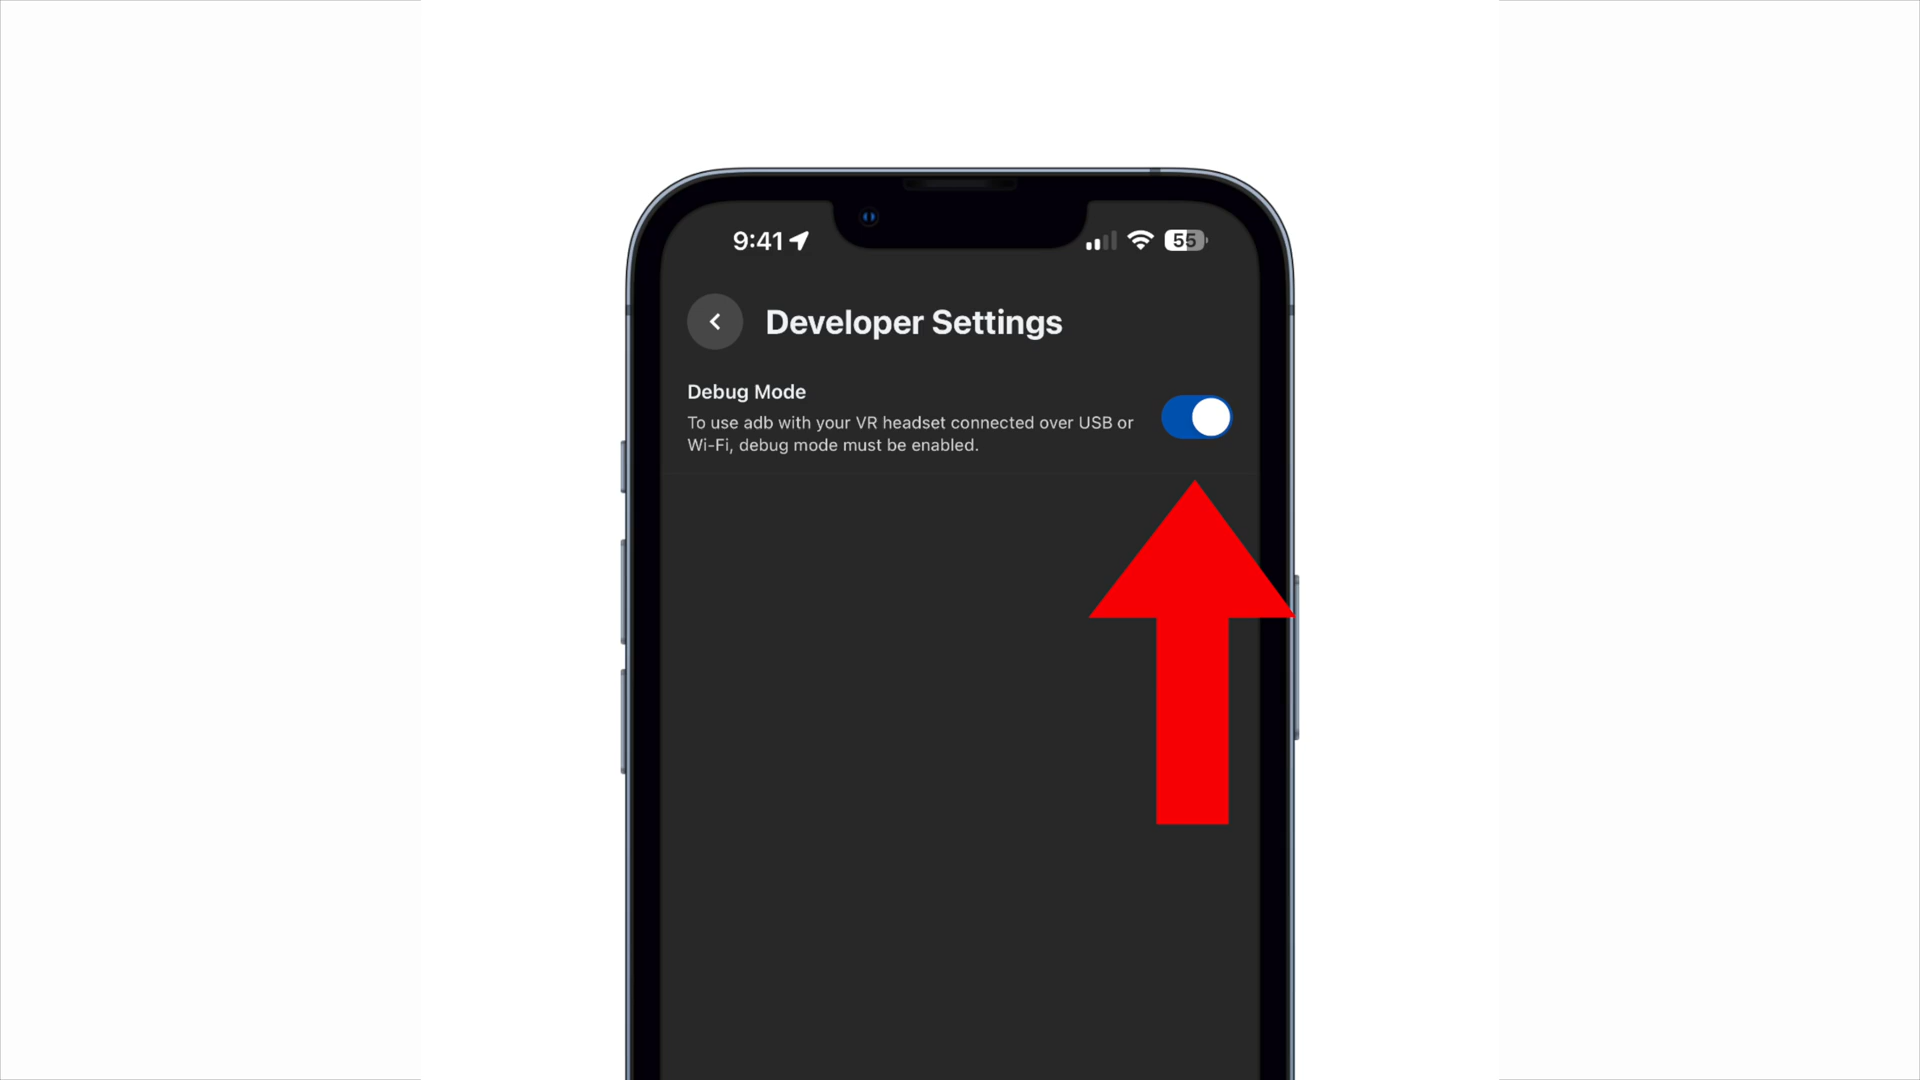 9:41
55
Developer Settings
Debug Mode
To use adb with your VR headset connected over USB or
Wi-Fi, debug mode must be enabled.